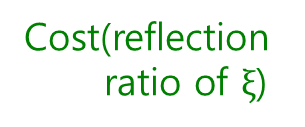 Cost(reflection
ratio of ξ)